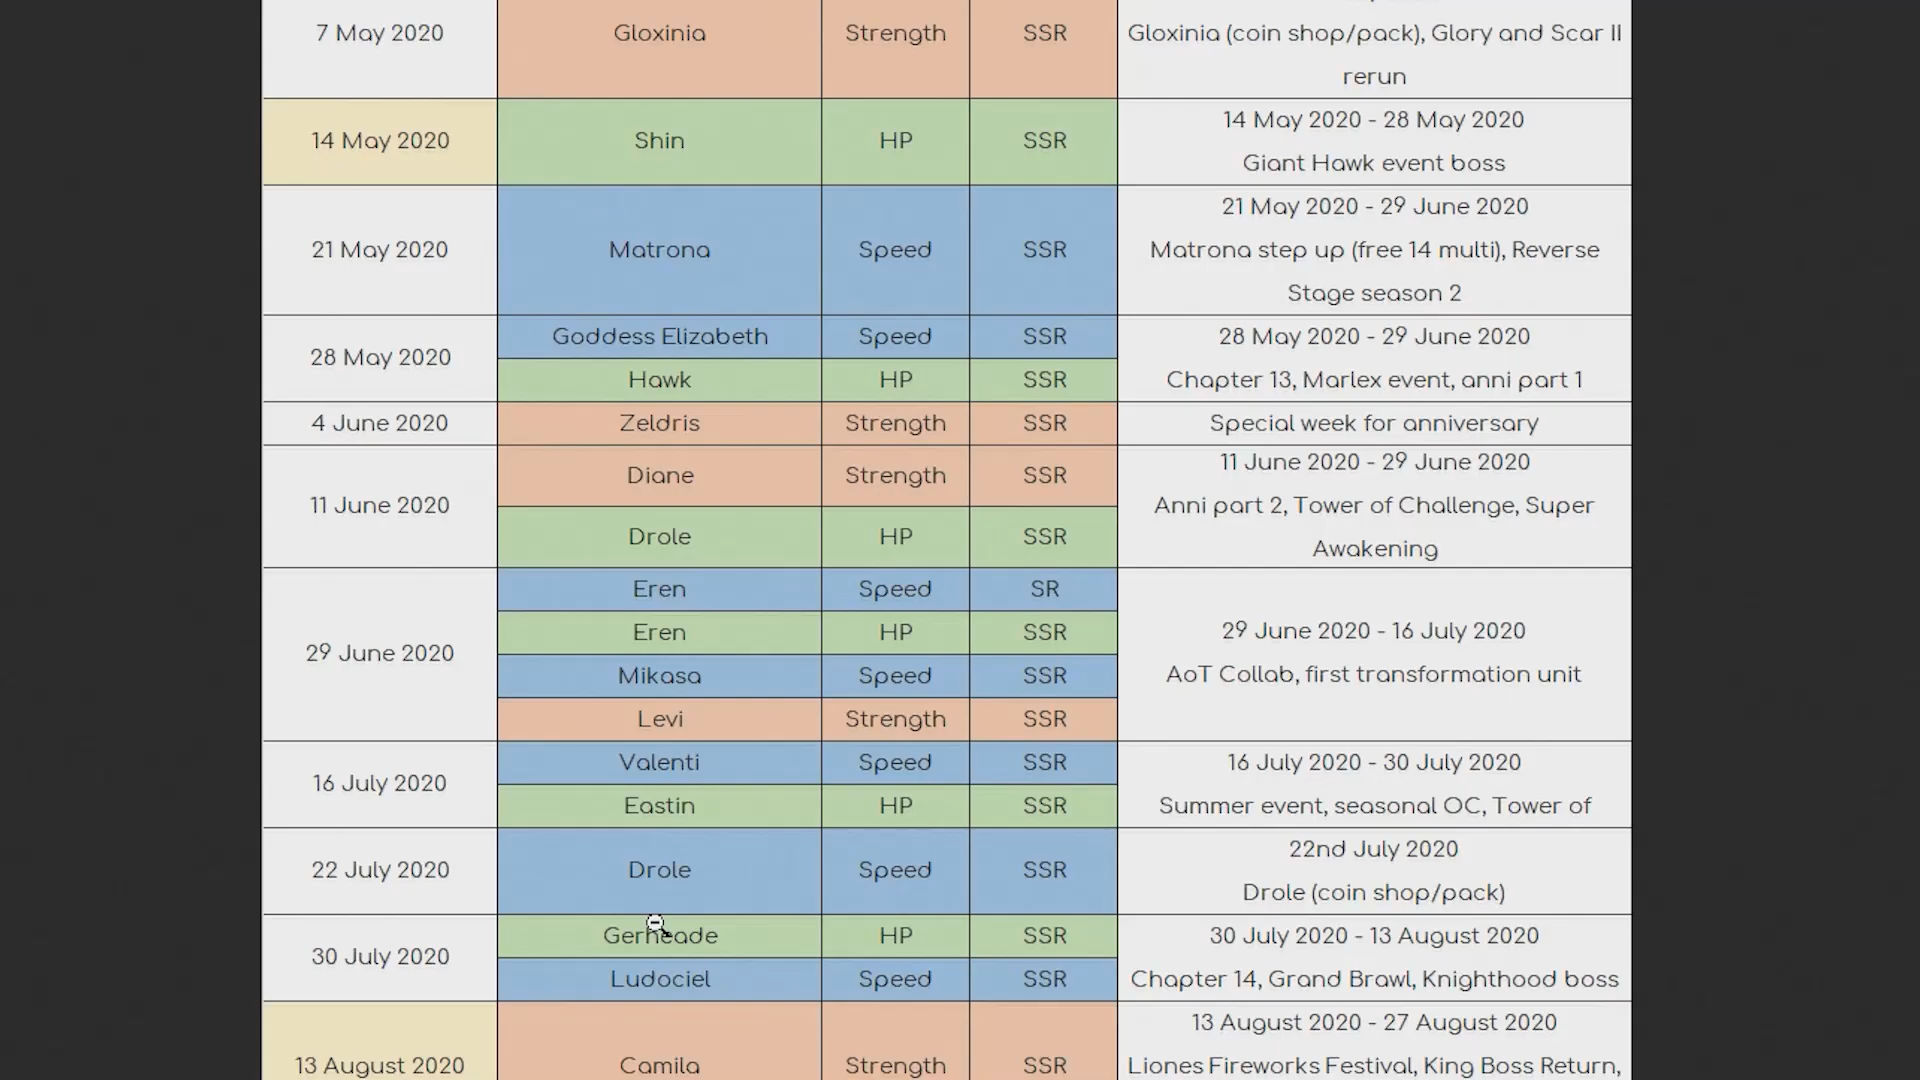 7 May 2020
Gloxinia
Strength
SSR
Gloxinia (coin shop/pack), Glory and Scar II
rerun
14 May 2020
Shin
HP
SSR
14 May 2020 - 28 May 2020
Giant Hawk event boss
21 May 2020
Matrona
Speed
SSR
21 May 2020 - 29 June 2020
Matrona step up (free 14 multi), Reverse
Stage season 2
28 May 2020
Goddess Elizabeth
Speed
SSR
Hawk
HP
SSR
28 May 2020 - 29 June 2020
Chapter 13, Marlex event, anni part 1
4 June 2020
Zeldris
Strength
SSR
Special week for anniversary
11 June 2020
Diane
Strength
SSR
Drole
HP
SSR
11 June 2020 - 29 June 2020
Anni part 2, Tower of Challenge, Super
Awakening
29 June 2020
Eren
Speed
SR
Eren
HP
SSR
Mikasa
Speed
SSR
Levi
Strength
SSR
29 June 2020 - 16 July 2020
AoT Collab, first transformation unit
16 July 2020
Valenti
Speed
SSR
Eastin
HP
SSR
16 July 2020 - 30 July 2020
Summer event, seasonal OC, Tower of
22 July 2020
Drole
Speed
SSR
22nd July 2020
Drole (coin shop/pack)
30 July 2020
Gerheade
HP
SSR
Ludociel
Speed
SSR
30 July 2020 - 13 August 2020
Chapter 14, Grand Brawl, Knighthood boss
13 August 2020
Camila
Strength
SSR
13 August 2020 - 27 August 2020
Liones Fireworks Festival, King Boss Return,